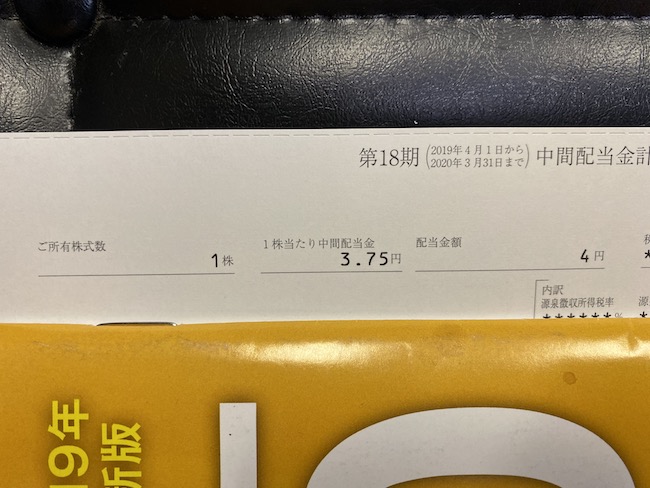 第18期(2019年4月1日から 2020年3月31日まで)中間配当金計
ご所有株式数
1株
1株当たり中間配当金
3.75円
配当金額
4円
内訳
源泉徴収所得税率
******%
源
*
19年
新版